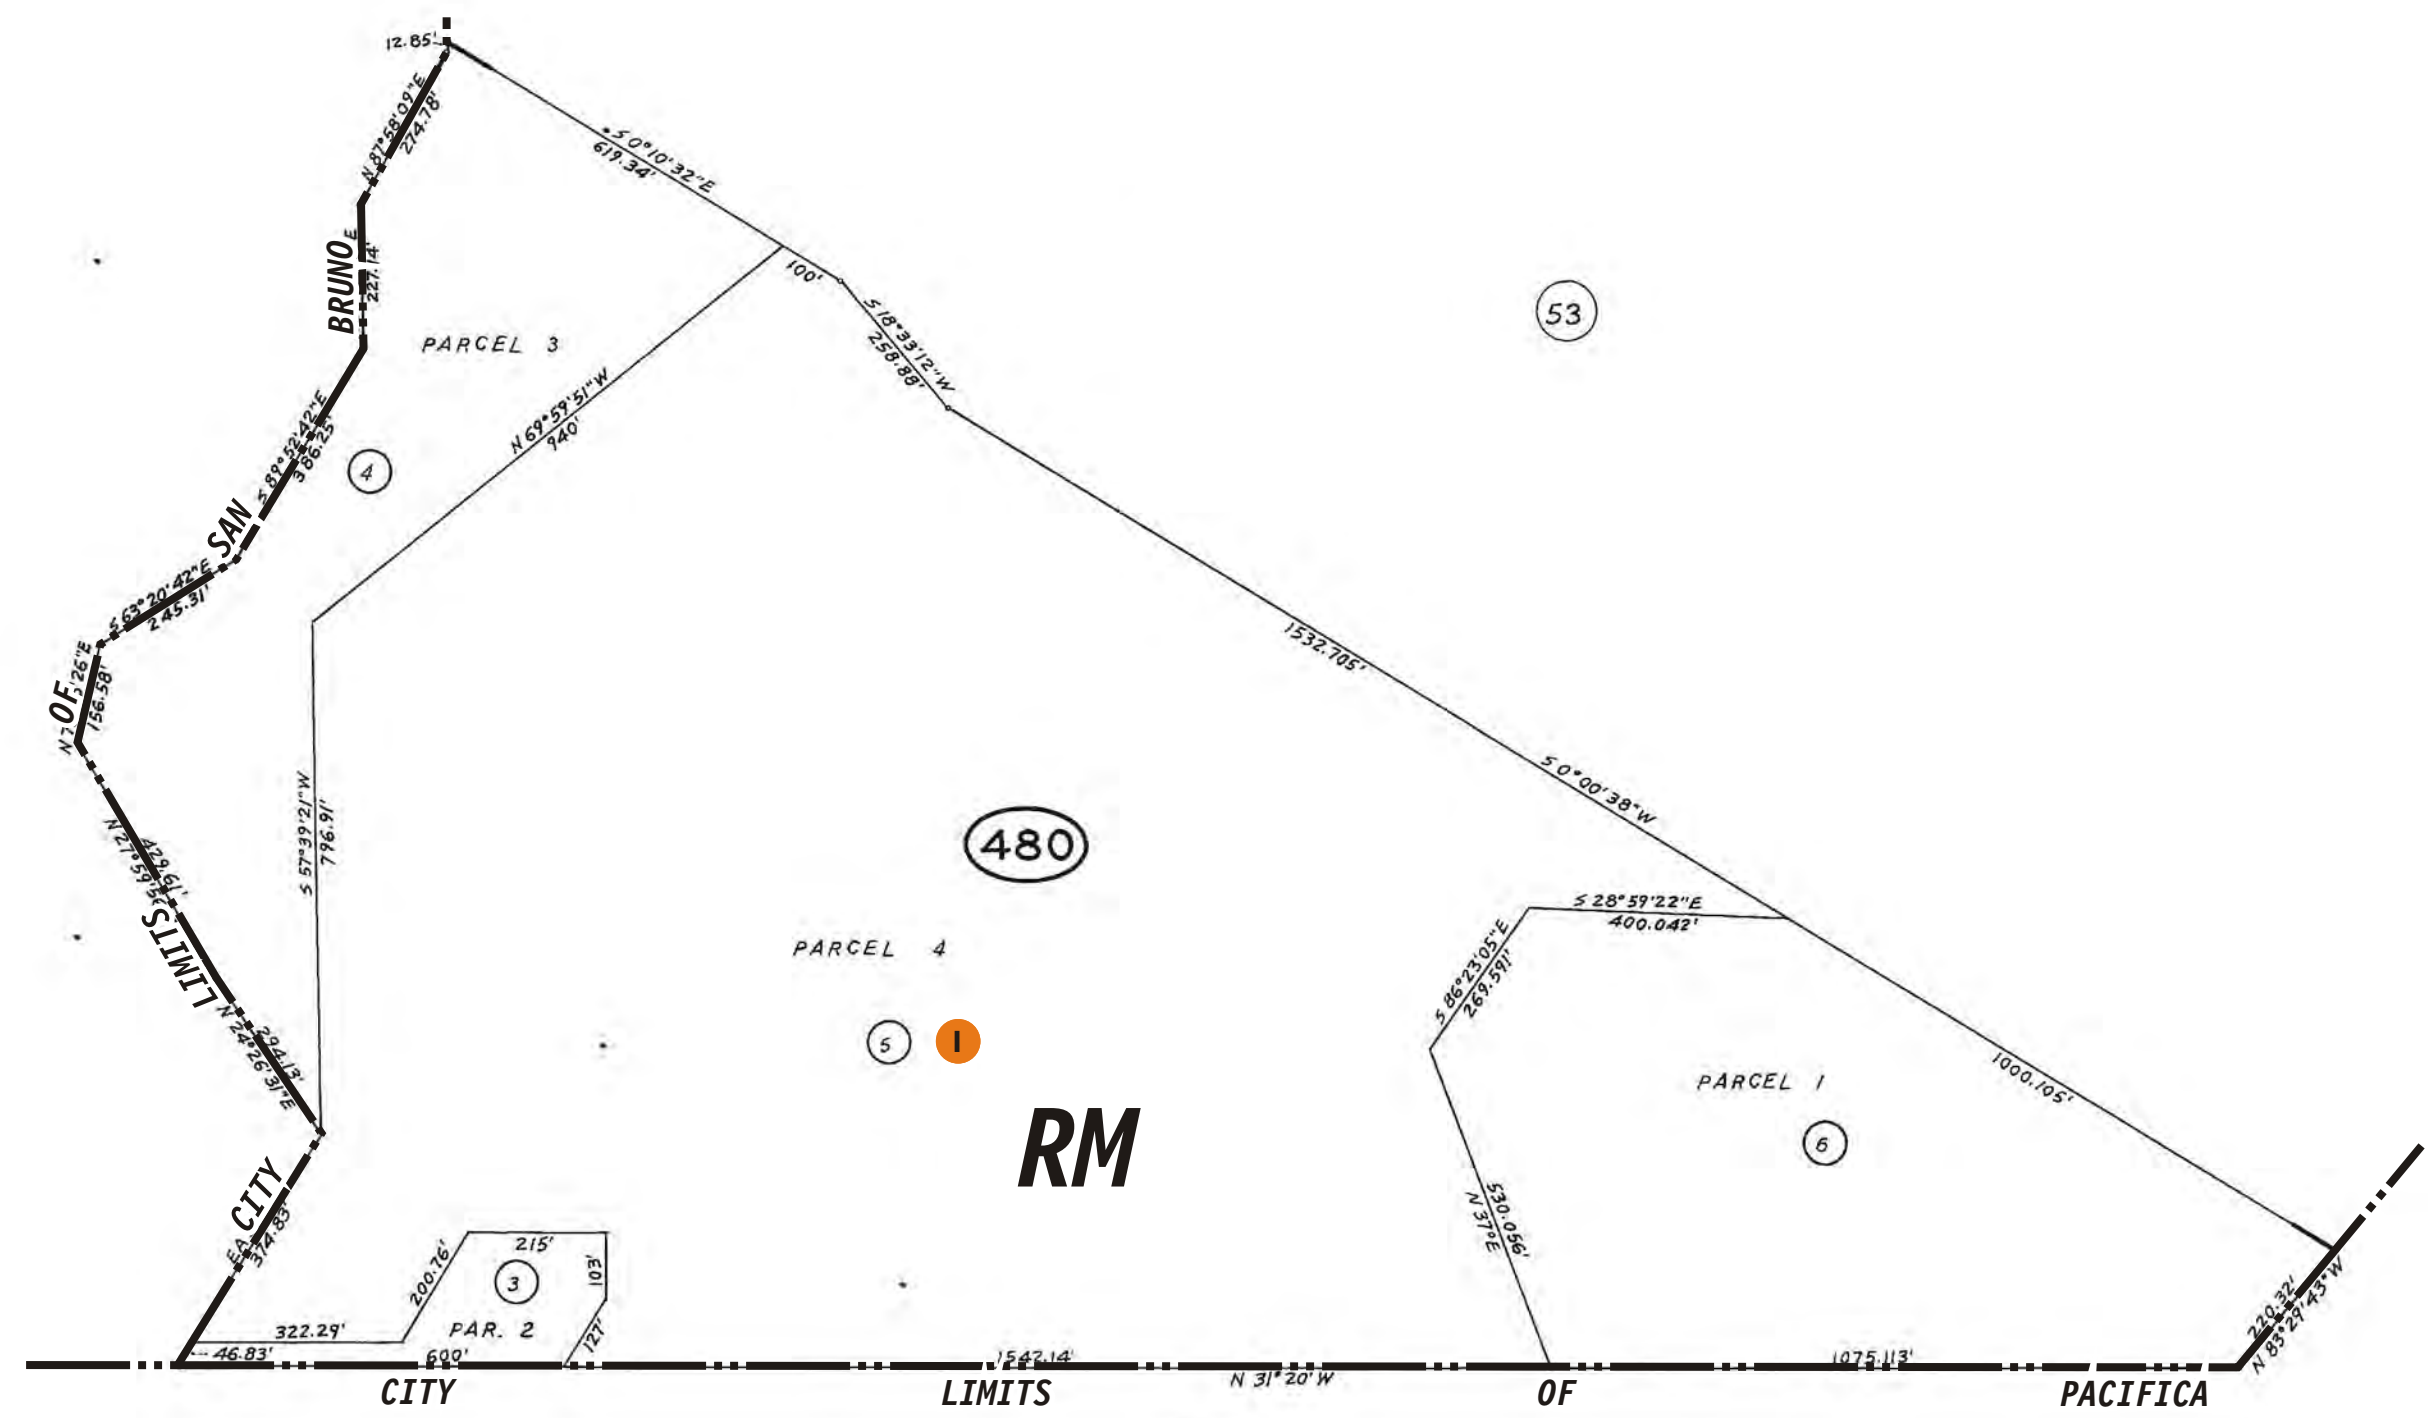 12.85'
N 87°58'09"E
274.78'
S 0°10'32"E
619.34'
BRUNO
E
227.14'
100'
S 18°33'12"W
258.88'
53
PARCEL 3
N 69°59'51"W
940'
S 89°52'42"E
386.25'
4
SAN
S 63°20'42"E
245.31'
OF
156.58'
1532.705'
S 0°00'38"W
S 57°39'21"W
796.91'
429.61'
LIMITS
480
S 28°59'22"E
400.042'
PARCEL 4
S 86°23'05"E
269.591'
294.13'
N 24°26'31"E
5
I
PARCEL 1
1000.105'
6
RM
CITY
374.83'
530.056'
N 37°E
200.76'
215'
103'
3
PAR. 2
127'
322.29'
46.83'
600'
1542.14'
N 31°20'W
1075.113'
220.32'
N 83°29'43"W
CITY LIMITS OF PACIFICA